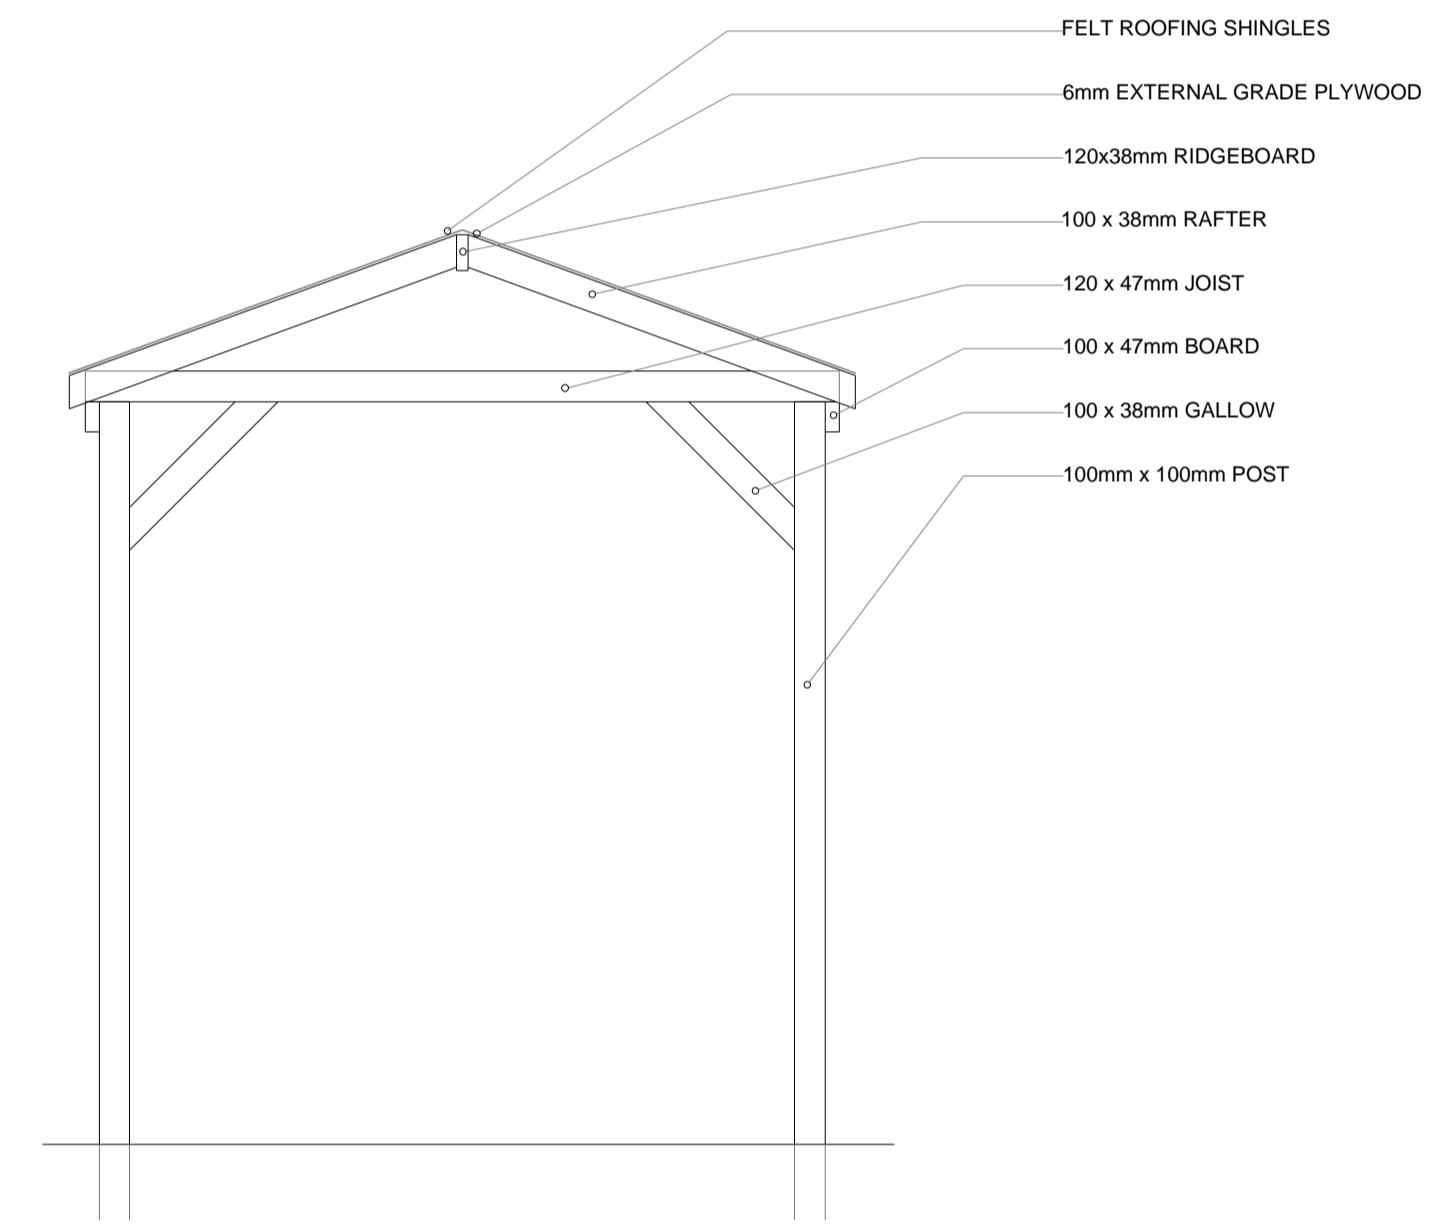 FELT ROOFING SHINGLES
6mm EXTERNAL GRADE PLYWOOD
120x38mm RIDGEBOARD
100 x 38mm RAFTER
120 x 47mm JOIST
100 x 47mm BOARD
100 x 38mm GALLOW
100mm x 100mm POST